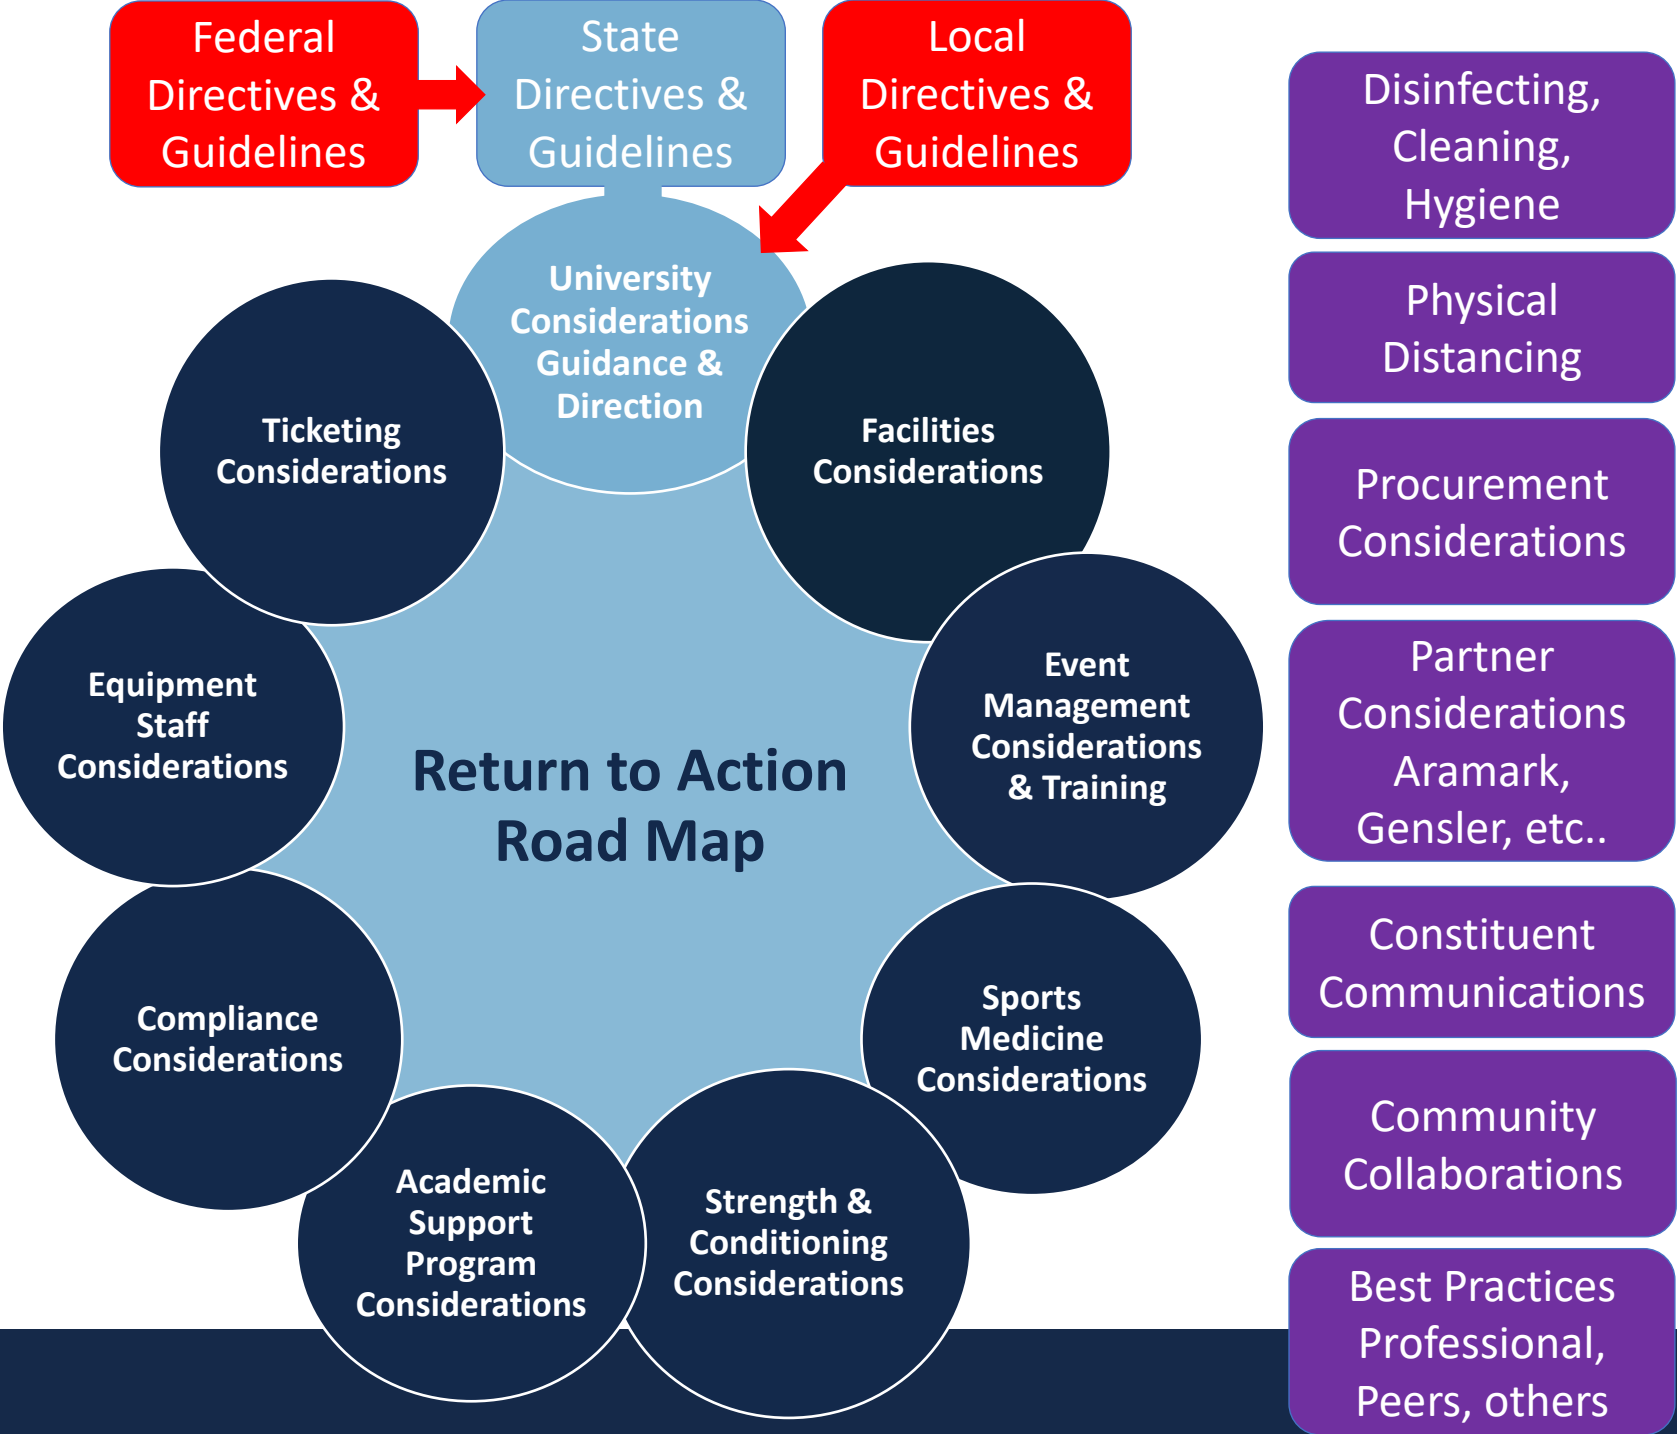 Federal
Directives &
Guidelines
State
Directives &
Guidelines
Local
Directives &
Guidelines
University
Considerations
Guidance &
Direction
Facilities
Considerations
Event
Management
Considerations
& Training
Sports
Medicine
Considerations
Strength &
Conditioning
Considerations
Academic
Support
Program
Considerations
Compliance
Considerations
Equipment
Staff
Considerations
Ticketing
Considerations
Return to Action
Road Map
Disinfecting,
Cleaning,
Hygiene
Physical
Distancing
Procurement
Considerations
Partner
Considerations
Aramark,
Gensler, etc..
Constituent
Communications
Community
Collaborations
Best Practices
Professional,
Peers, others